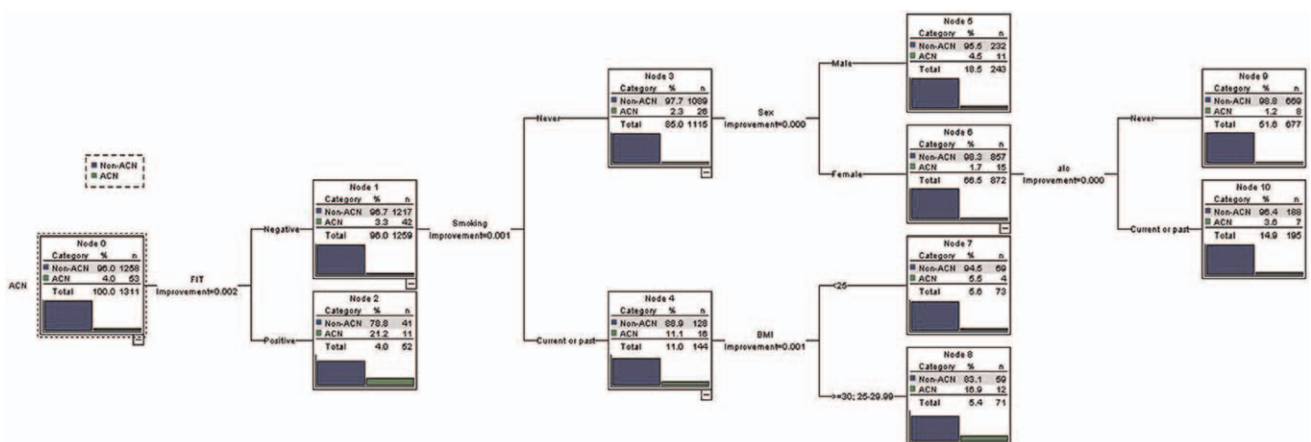 Non-ACN
ACN
ACN
Node 0
Category % n
Non-ACN 96.0 1258
ACN 4.0 53
Total 100.0 1311
FIT
Improvement=0.002
Negative
Positive
Node 1
Category % n
Non-ACN 96.7 1217
ACN 3.3 42
Total 96.0 1259
Node 2
Category % n
Non-ACN 78.8 41
ACN 21.2 11
Total 4.0 52
Smoking
Improvement=0.001
Never
Current or past
Node 3
Category % n
Non-ACN 97.7 1089
ACN 2.3 26
Total 85.0 1115
Node 4
Category % n
Non-ACN 88.9 128
ACN 11.1 16
Total 11.0 144
Sex
Improvement=0.000
Male
Female
BMI
Improvement=0.001
<25
>=30; 25-29.99
Node 5
Category % n
Non-ACN 95.5 232
ACN 4.5 11
Total 18.5 243
Node 6
Category % n
Non-ACN 98.3 857
ACN 1.7 15
Total 66.5 872
Node 7
Category % n
Non-ACN 94.5 69
ACN 5.5 4
Total 5.6 73
Node 8
Category % n
Non-ACN 83.1 59
ACN 16.9 12
Total 5.4 71
alc
Improvement=0.000
Never
Current or past
Node 9
Category % n
Non-ACN 98.8 669
ACN 1.2 8
Total 51.6 677
Node 10
Category % n
Non-ACN 96.4 188
ACN 3.6 7
Total 14.9 195